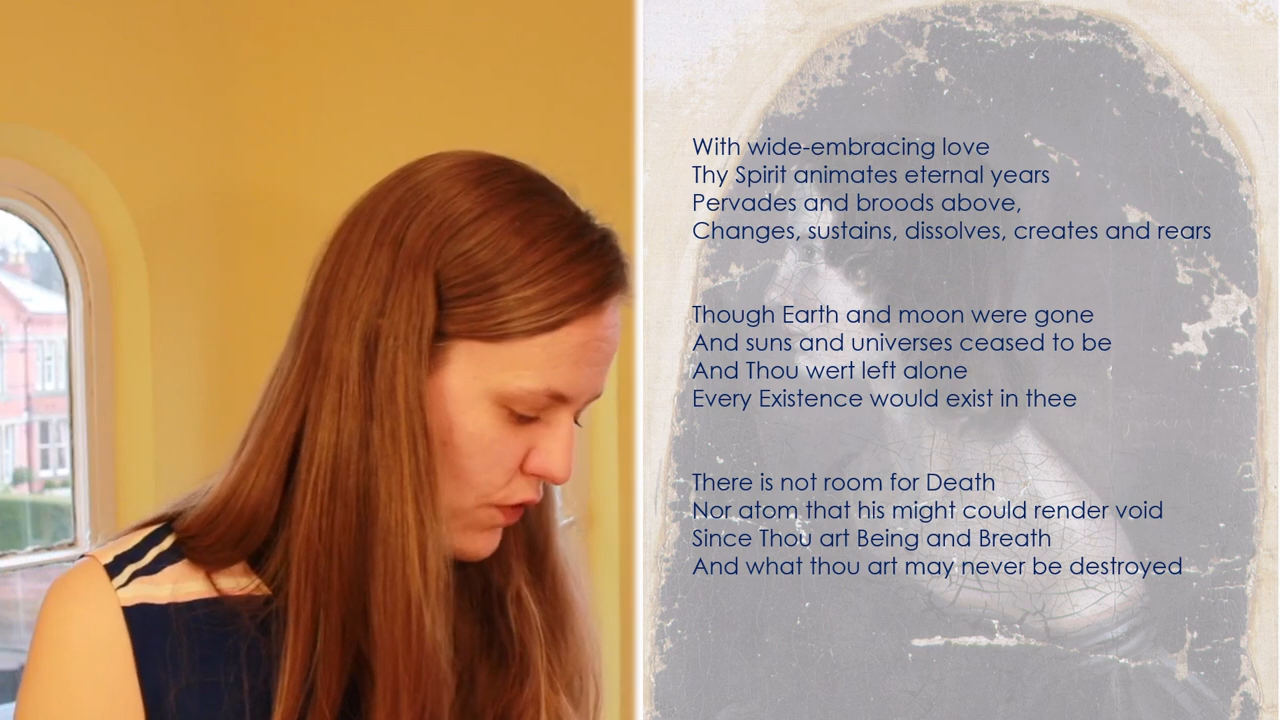 With wide-embracing love
Thy Spirit animates eternal years
Pervades and broods above,
Changes, sustains, dissolves, creates and rears
Though Earth and moon were gone
And suns and universes ceased to be
And Thou wert left alone
Every Existence would exist in thee
There is not room for Death
Nor atom that his might could render void
Since Thou art Being and Breath
And what thou art may never be destroyed